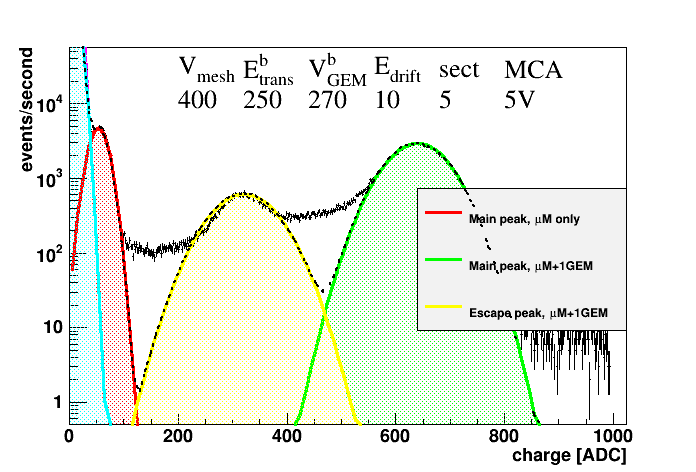 V_mesh E^b_trans V^b_GEM E_drift sect MCA
400 250 270 10 5 5V
events/second
10^4
10^3
10^2
10
1
Main peak, μM only
Main peak, μM+1GEM
Escape peak, μM+1GEM
0 200 400 600 800 1000
charge [ADC]